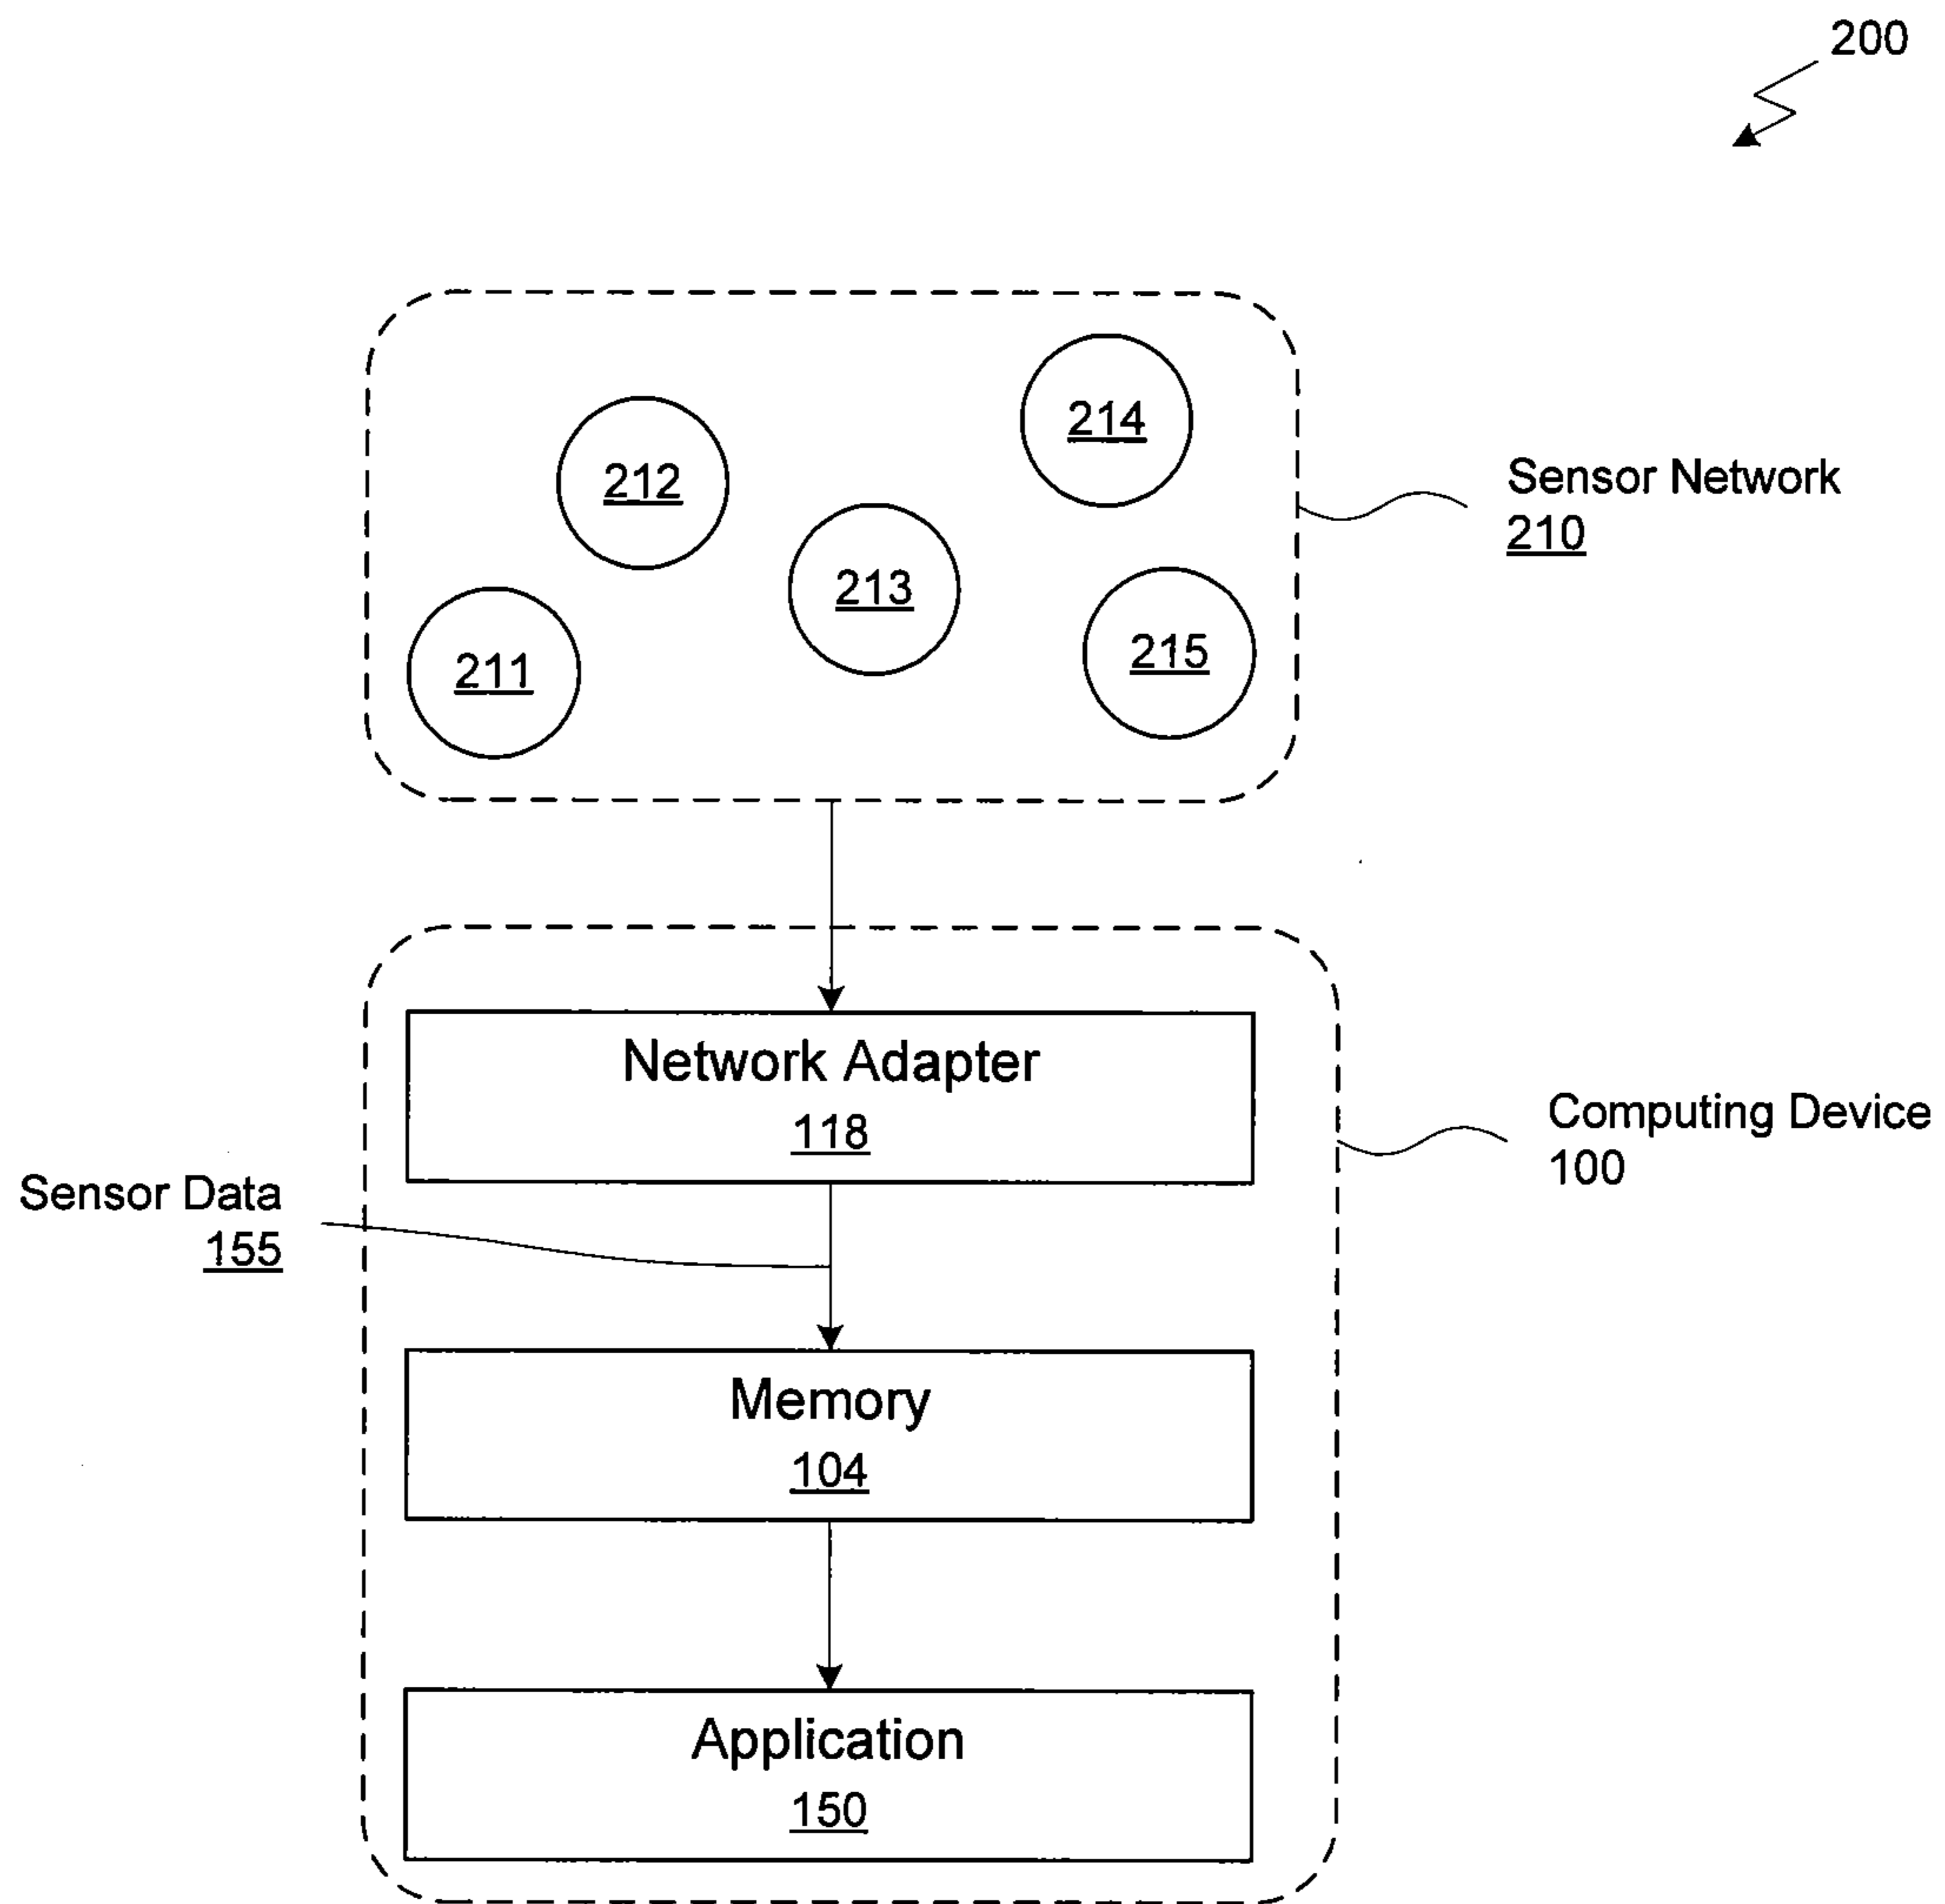 200
214
212
Sensor Network
210
213
215
211
Network Adapter
118
Computing Device
100
Sensor Data
155
Memory
104
Application
150